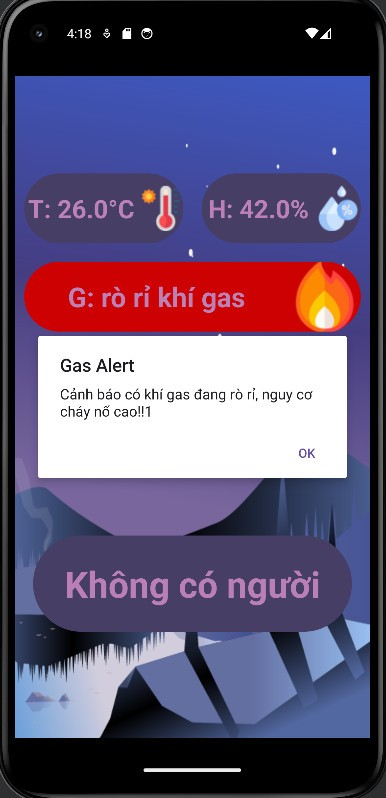 4:18
T: 26.0°C
H: 42.0%
%
G: rò rỉ khí gas
Gas Alert
Cảnh báo có khí gas đang rò rỉ, nguy cơ
cháy nổ cao!!1
OK
Không có người